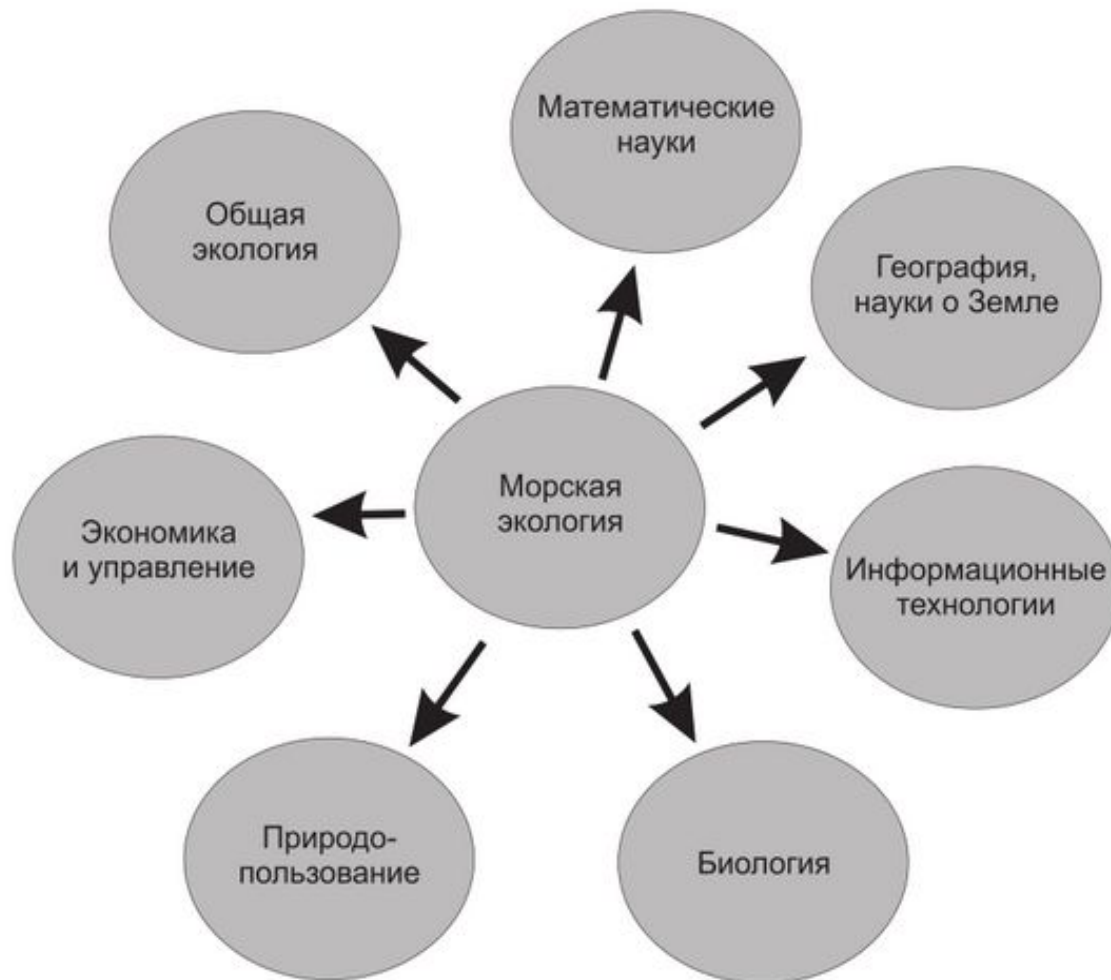 Математические
науки
Общая
экология
География,
науки о Земле
Морская
экология
Экономика
и управление
Информационные
технологии
Природо-
пользование
Биология